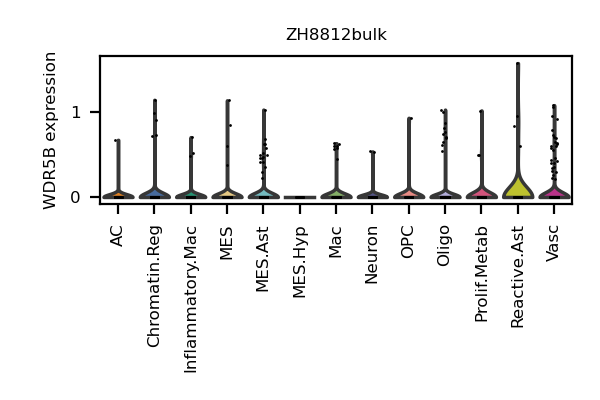 ZH8812bulk
WDR5B expression
1
0
AC
Chromatin.Reg
Inflammatory.Mac
MES
MES.Ast
MES.Hyp
Mac
Neuron
OPC
Oligo
Prolif.Metab
Reactive.Ast
Vasc